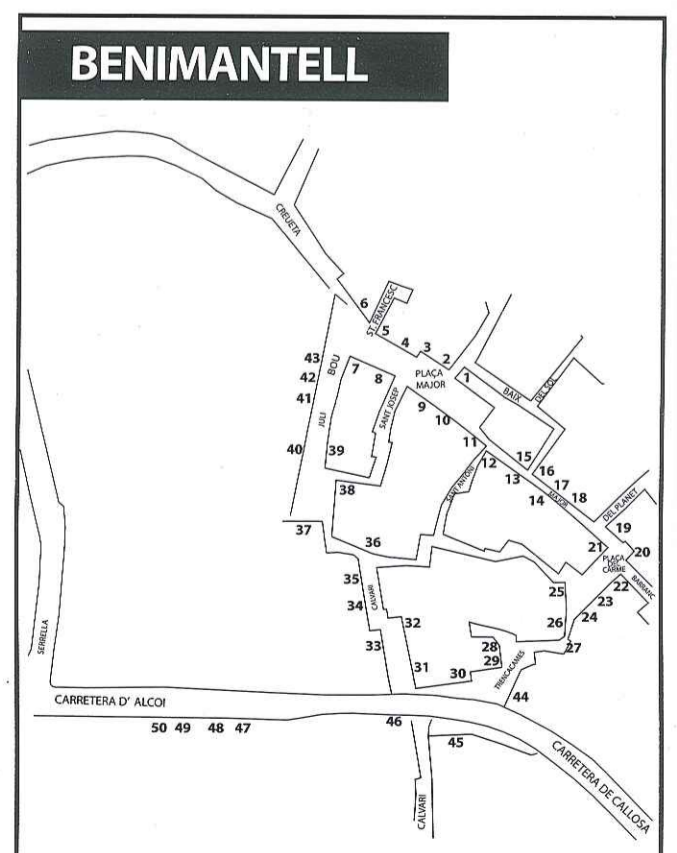 BENIMANTELL
CREUETA
6
ST. FRANCESC
5
4
3
2
43
BOU
7
8
PLAÇA
MAJOR
1
BAIX
DEL SOL
42
41
JULI
SANT JOSEP
9
10
40
39
11
12
15
16
13
17
14
MAJOR
18
SANT ANTONI
38
DEL PLANET
19
37
36
21
20
PLAÇA
DEL
CARME
BARRANC
35
CALVARI
34
25
22
23
24
32
26
33
28
27
29
TRENCACAMES
31
30
SERRELLA
44
CARRETERA D' ALCOI
50
49
48
47
46
45
CARRETERA DE CALLOSA
CALVARI